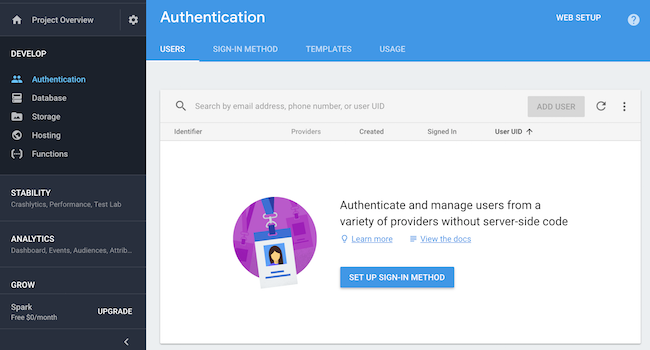 Project Overview
DEVELOP
Authentication
Database
Storage
Hosting
Functions
STABILITY
Crashlytics, Performance, Test Lab
ANALYTICS
Dashboard, Events, Audiences, Attrib...
GROW
Spark
Free $0/month
UPGRADE
Authentication
WEB SETUP
?
USERS SIGN-IN METHOD TEMPLATES USAGE
Search by email address, phone number, or user UID
ADD USER
Identifier Providers Created Signed In User UID
Authenticate and manage users from a
variety of providers without server-side code
Learn more View the docs
SET UP SIGN-IN METHOD